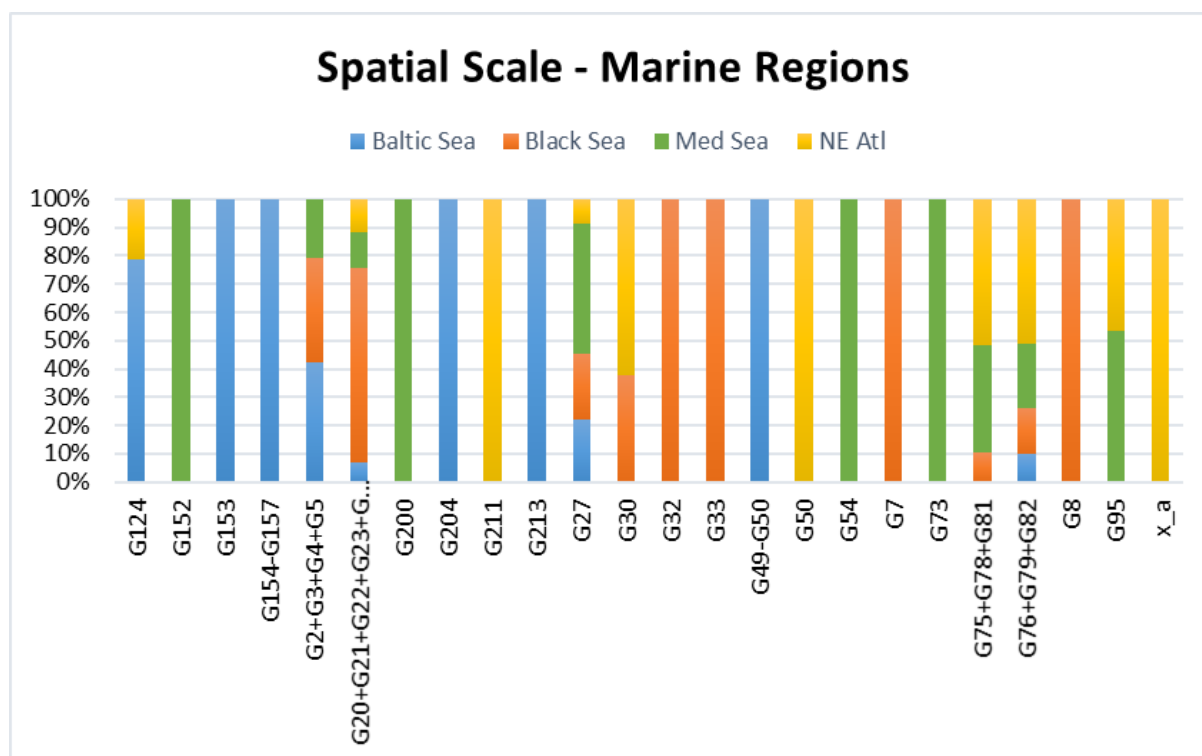 Spatial Scale - Marine Regions
Baltic Sea Black Sea Med Sea NE Atl
100%
90%
80%
70%
60%
50%
40%
30%
20%
10%
0%
G124
G152
G153
G154-G157
G2+G3+G4+G5
G20+G21+G22+G23+G…
G200
G204
G211
G213
G27
G30
G32
G33
G49-G50
G50
G54
G7
G73
G75+G78+G81
G76+G79+G82
G8
G95
x_a